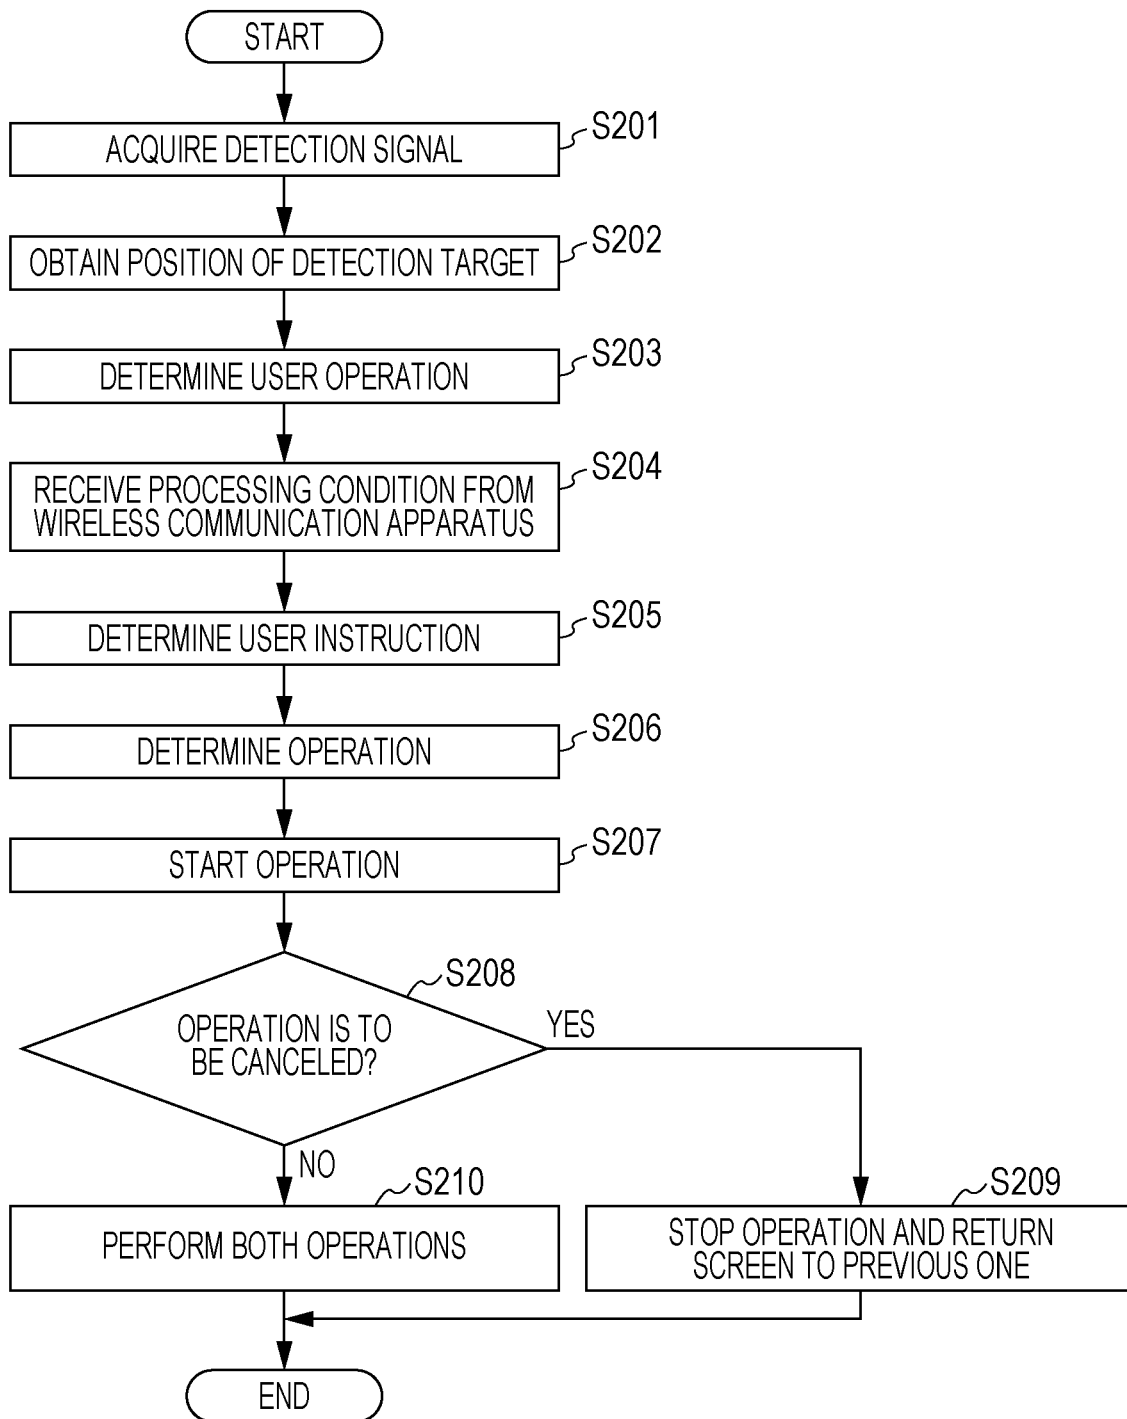 START
ACQUIRE DETECTION SIGNAL
S201
OBTAIN POSITION OF DETECTION TARGET
S202
DETERMINE USER OPERATION
S203
RECEIVE PROCESSING CONDITION FROM
WIRELESS COMMUNICATION APPARATUS
S204
DETERMINE USER INSTRUCTION
S205
DETERMINE OPERATION
S206
START OPERATION
S207
OPERATION IS TO
BE CANCELED?
S208
YES
NO
S210
PERFORM BOTH OPERATIONS
S209
STOP OPERATION AND RETURN
SCREEN TO PREVIOUS ONE
END